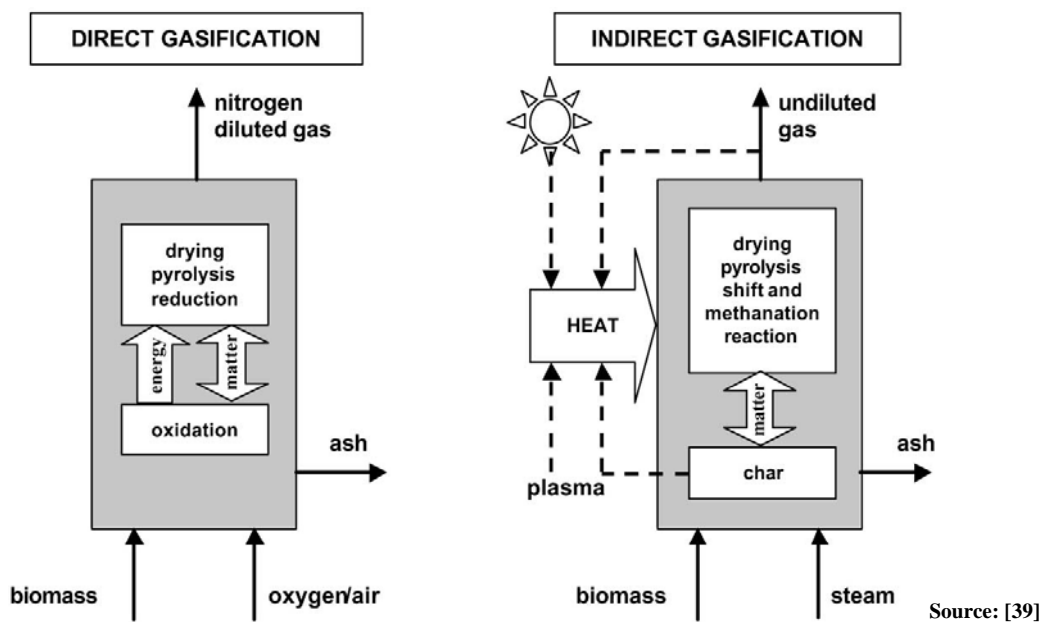 DIRECT GASIFICATION
nitrogen
diluted gas
drying
pyrolysis
reduction
energy
matter
oxidation
ash
biomass
oxygen/air
INDIRECT GASIFICATION
undiluted
gas
HEAT
drying
pyrolysis
shift and
methanation
reaction
matter
char
plasma
ash
biomass
steam
Source: [39]